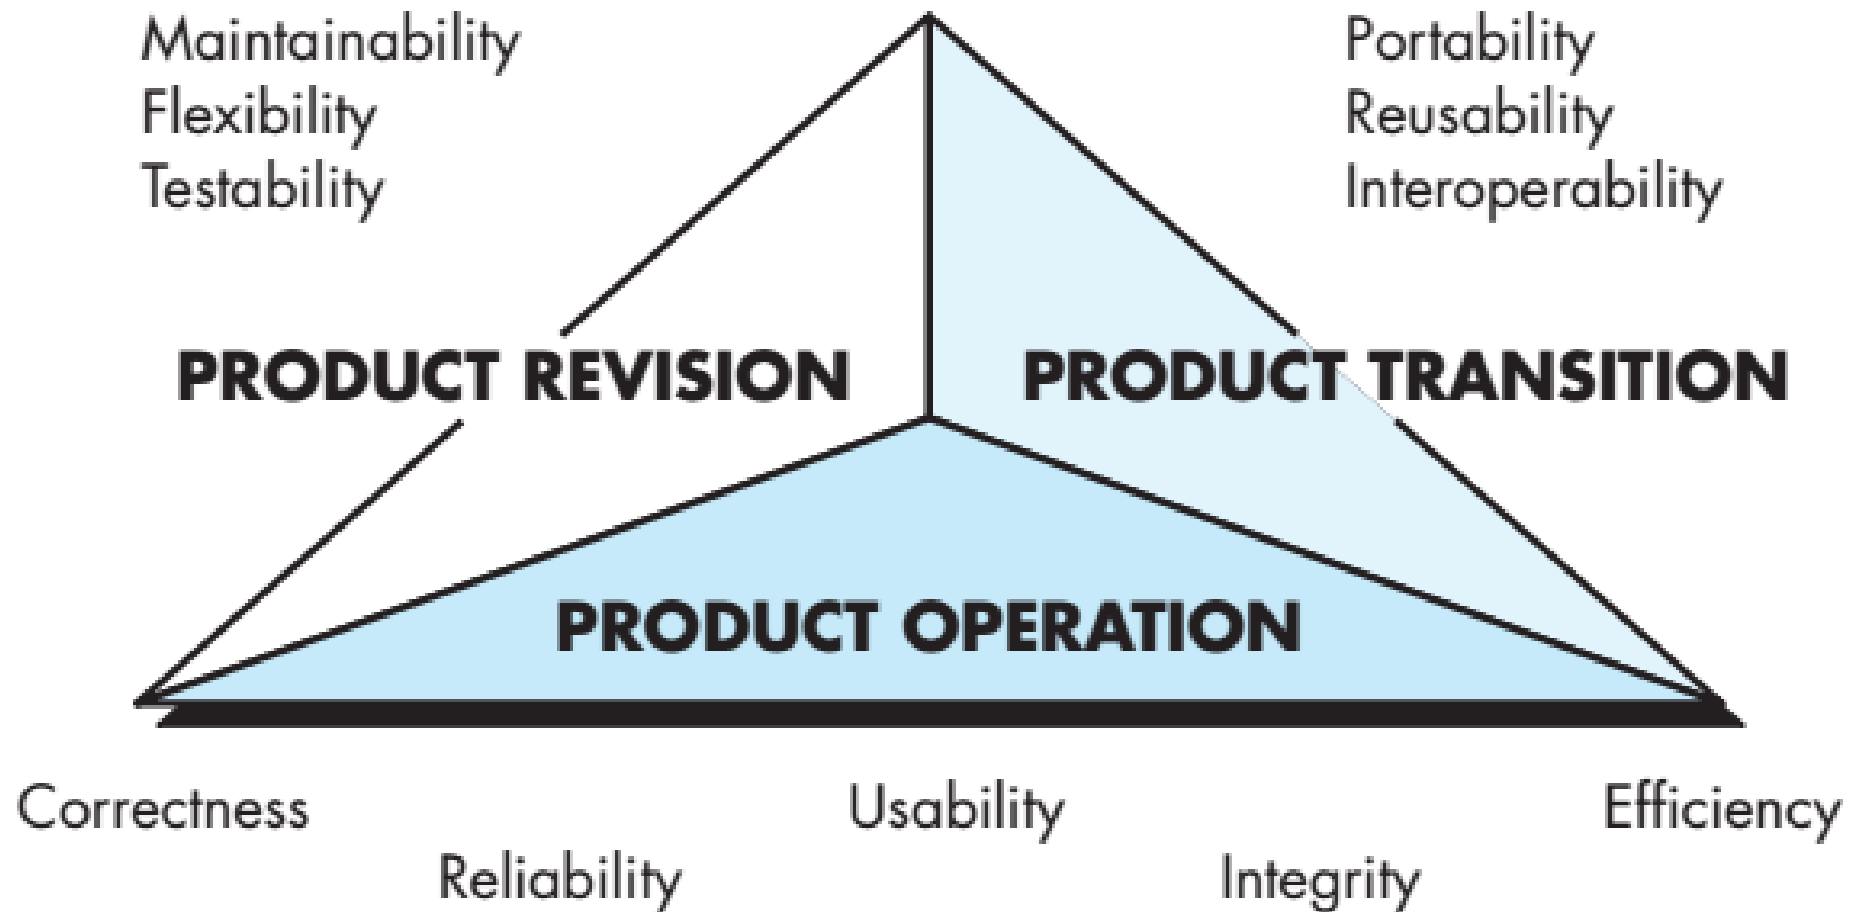 Maintainability
Flexibility
Testability
Portability
Reusability
Interoperability
PRODUCT REVISION
PRODUCT TRANSITION
PRODUCT OPERATION
Correctness
Usability
Efficiency
Reliability
Integrity